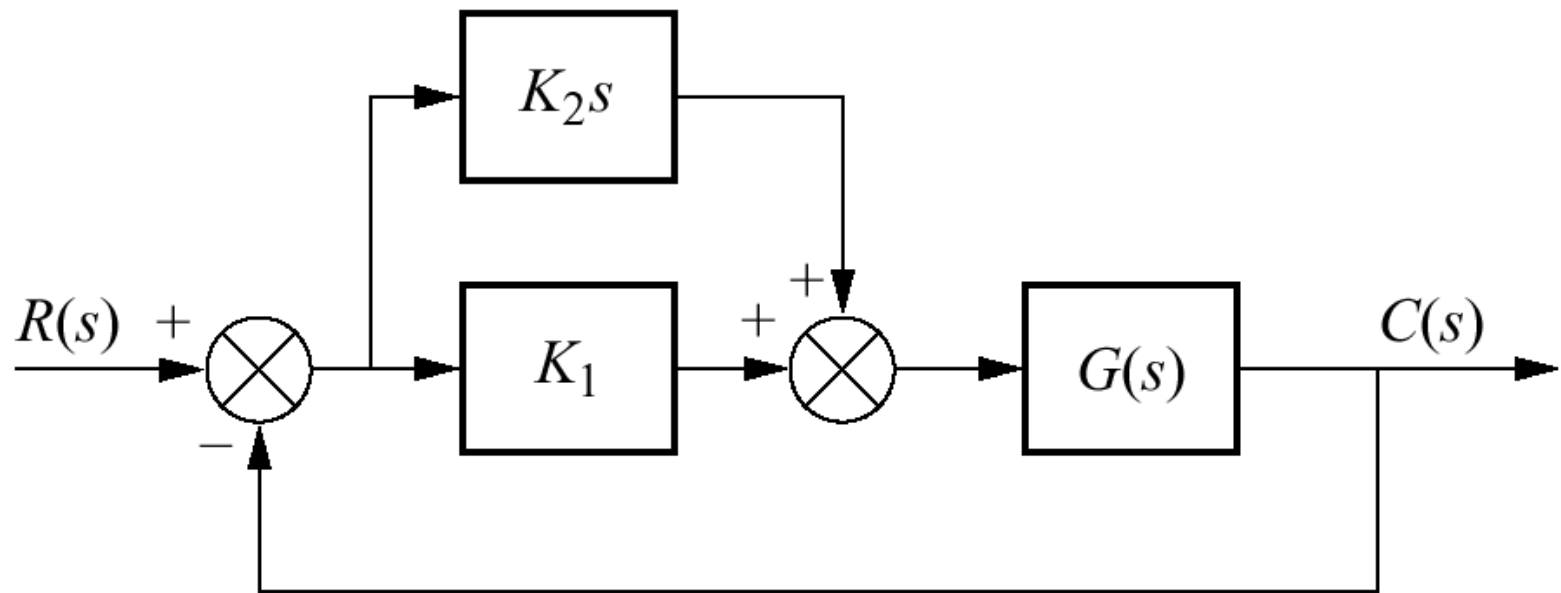 K₂s
R(s) + K₁ + + G(s) C(s)
−